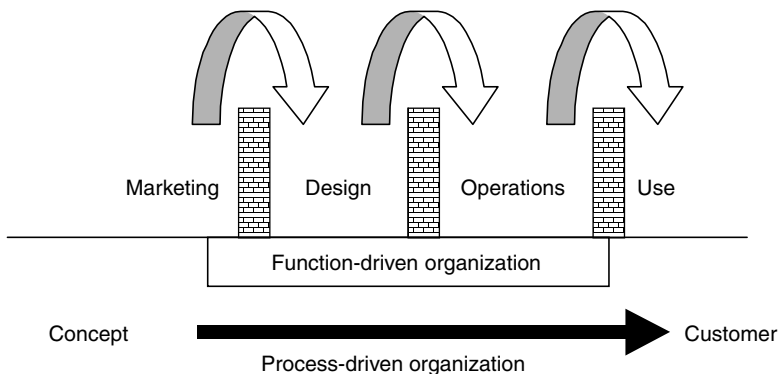 Marketing Design Operations Use
Function-driven organization
Concept Customer
Process-driven organization